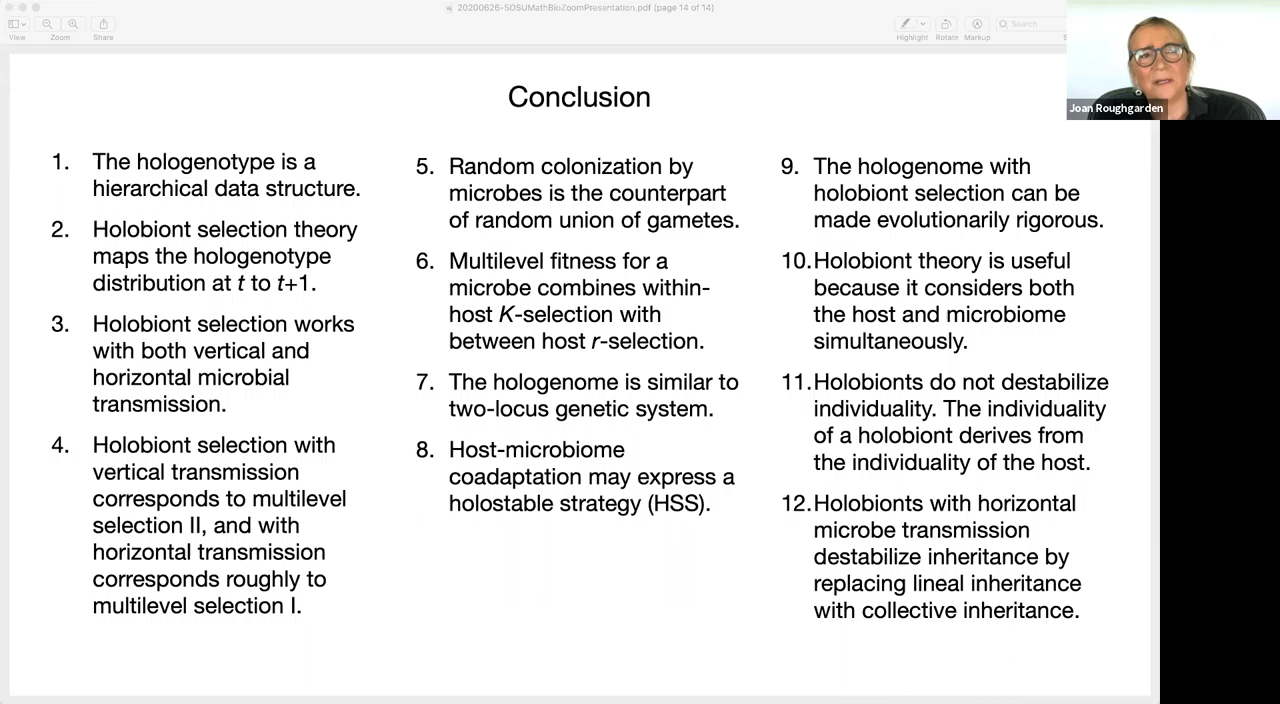 20200626-SDSUMathBioZoomPresentation.pdf (page 14 of 14)
View
Zoom
Share
Highlight
Rotate
Markup
Search
Joan Roughgarden
Conclusion
1. The hologenotype is a
hierarchical data structure.
2. Holobiont selection theory
maps the hologenotype
distribution at t to t+1.
3. Holobiont selection works
with both vertical and
horizontal microbial
transmission.
4. Holobiont selection with
vertical transmission
corresponds to multilevel
selection II, and with
horizontal transmission
corresponds roughly to
multilevel selection I.
5. Random colonization by
microbes is the counterpart
of random union of gametes.
6. Multilevel fitness for a
microbe combines within-
host K-selection with
between host r-selection.
7. The hologenome is similar to
two-locus genetic system.
8. Host-microbiome
coadaptation may express a
holostable strategy (HSS).
9. The hologenome with
holobiont selection can be
made evolutionarily rigorous.
10. Holobiont theory is useful
because it considers both
the host and microbiome
simultaneously.
11. Holobionts do not destabilize
individuality. The individuality
of a holobiont derives from
the individuality of the host.
12. Holobionts with horizontal
microbe transmission
destabilize inheritance by
replacing lineal inheritance
with collective inheritance.